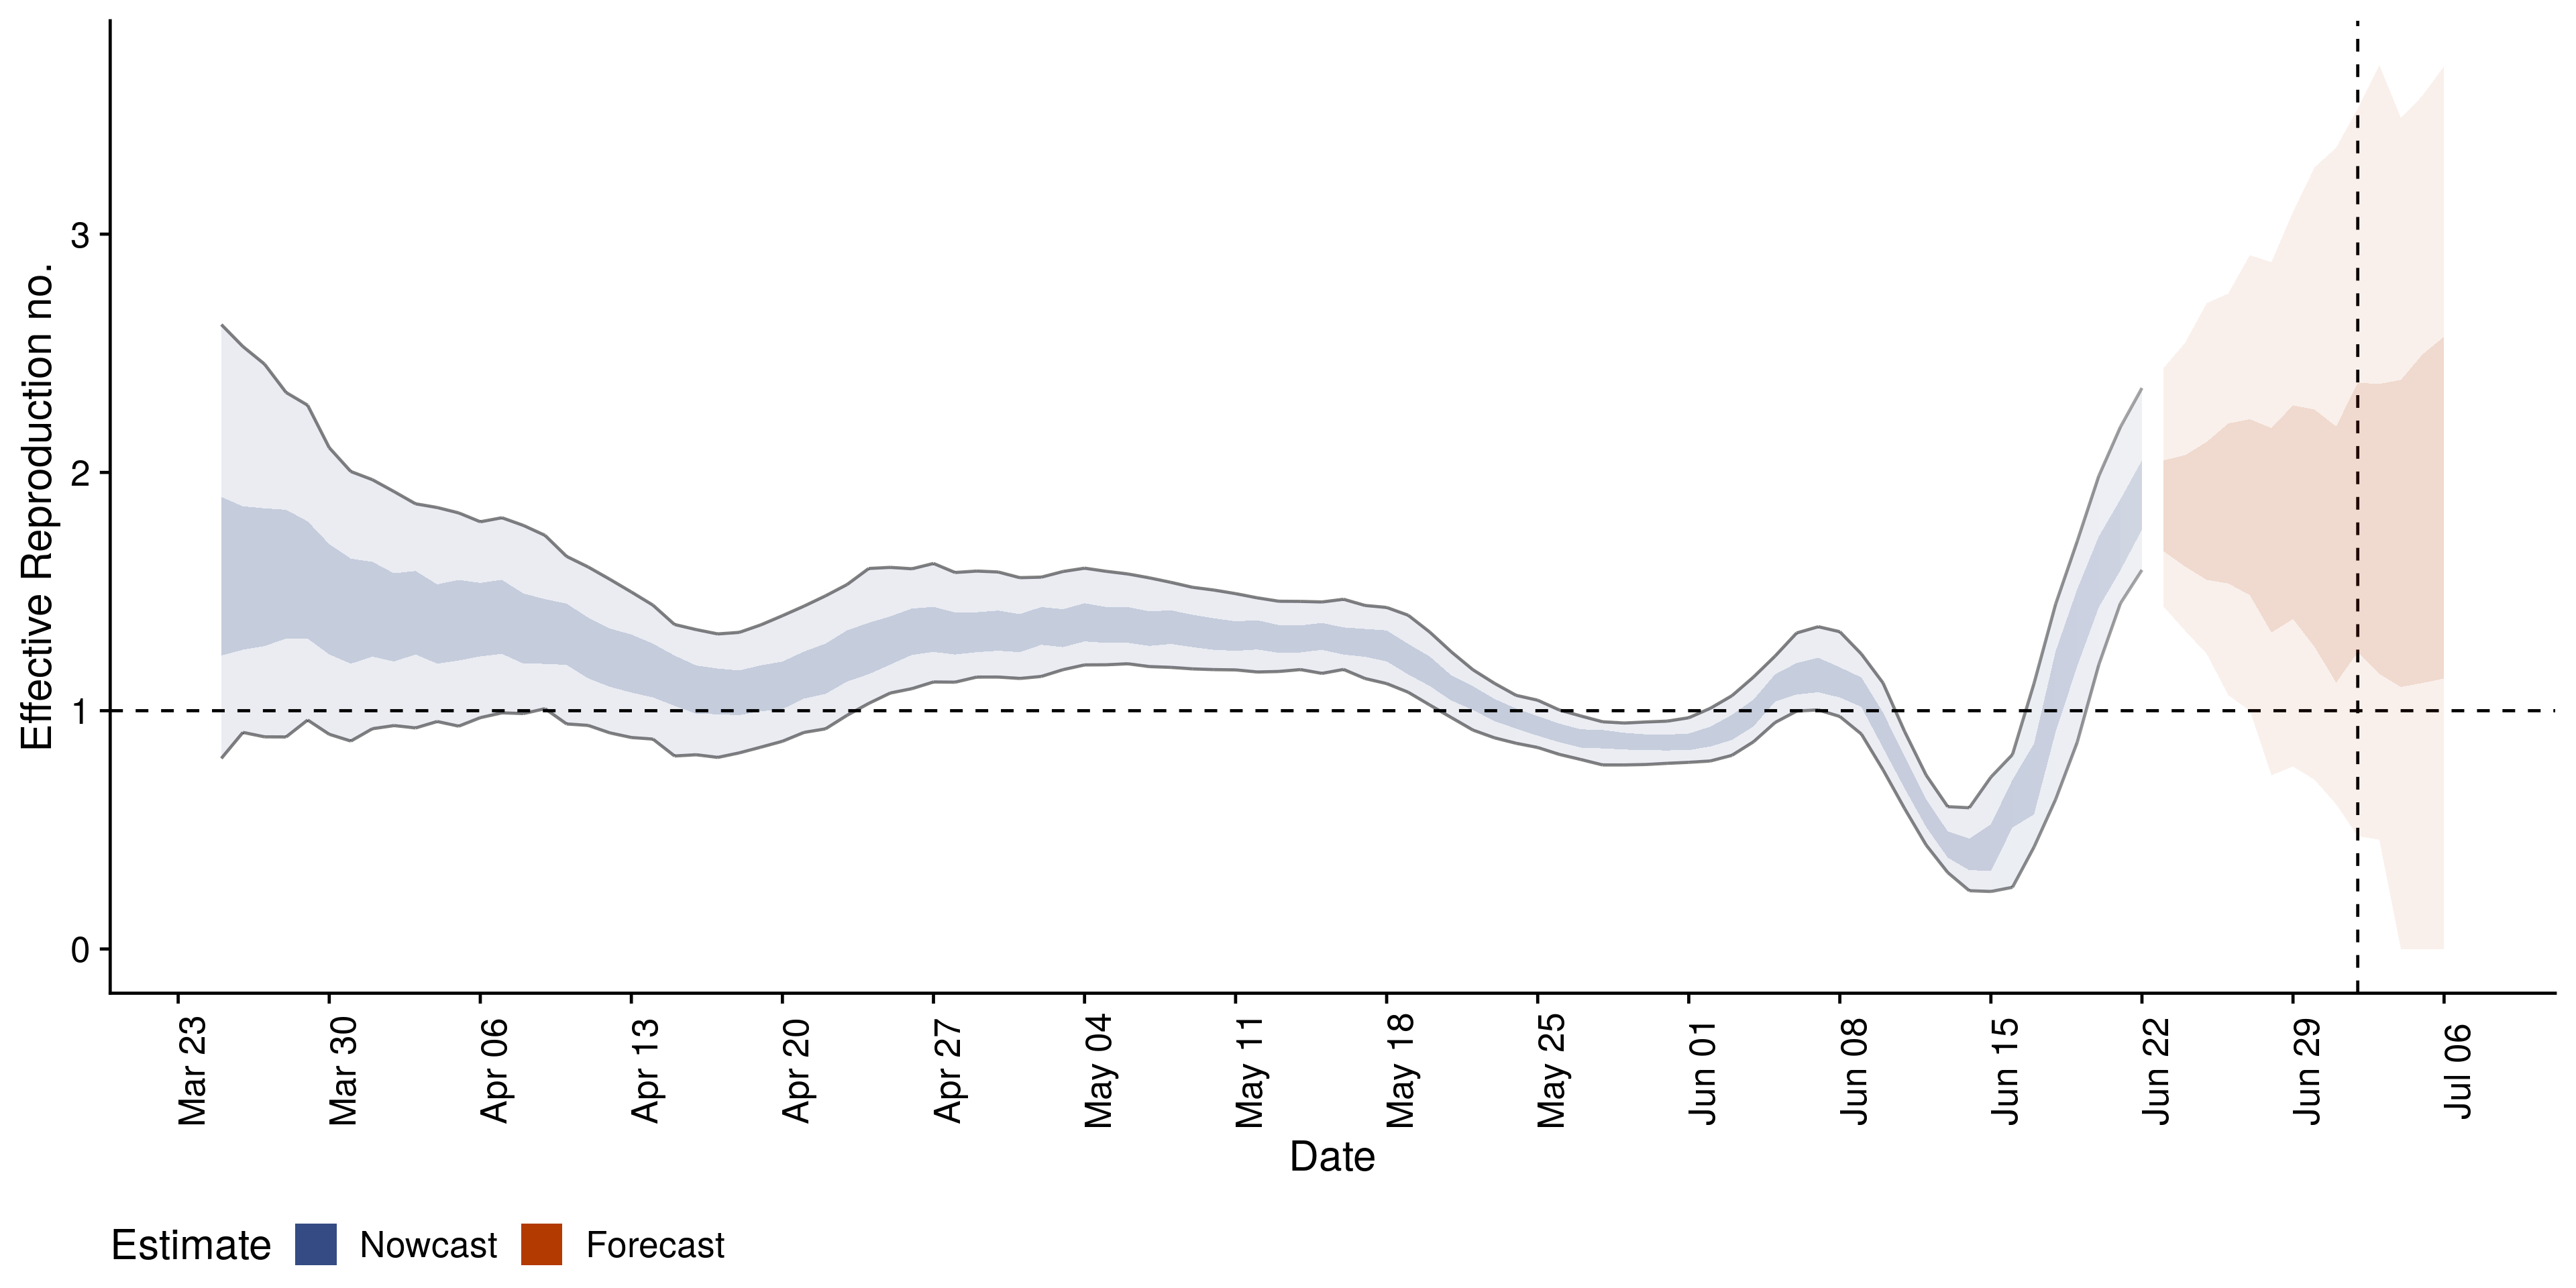 Effective Reproduction no.
3
2
1
0
Mar 23
Mar 30
Apr 06
Apr 13
Apr 20
Apr 27
May 04
May 11
May 18
May 25
Jun 01
Jun 08
Jun 15
Jun 22
Jun 29
Jul 06
Date
Estimate Nowcast Forecast